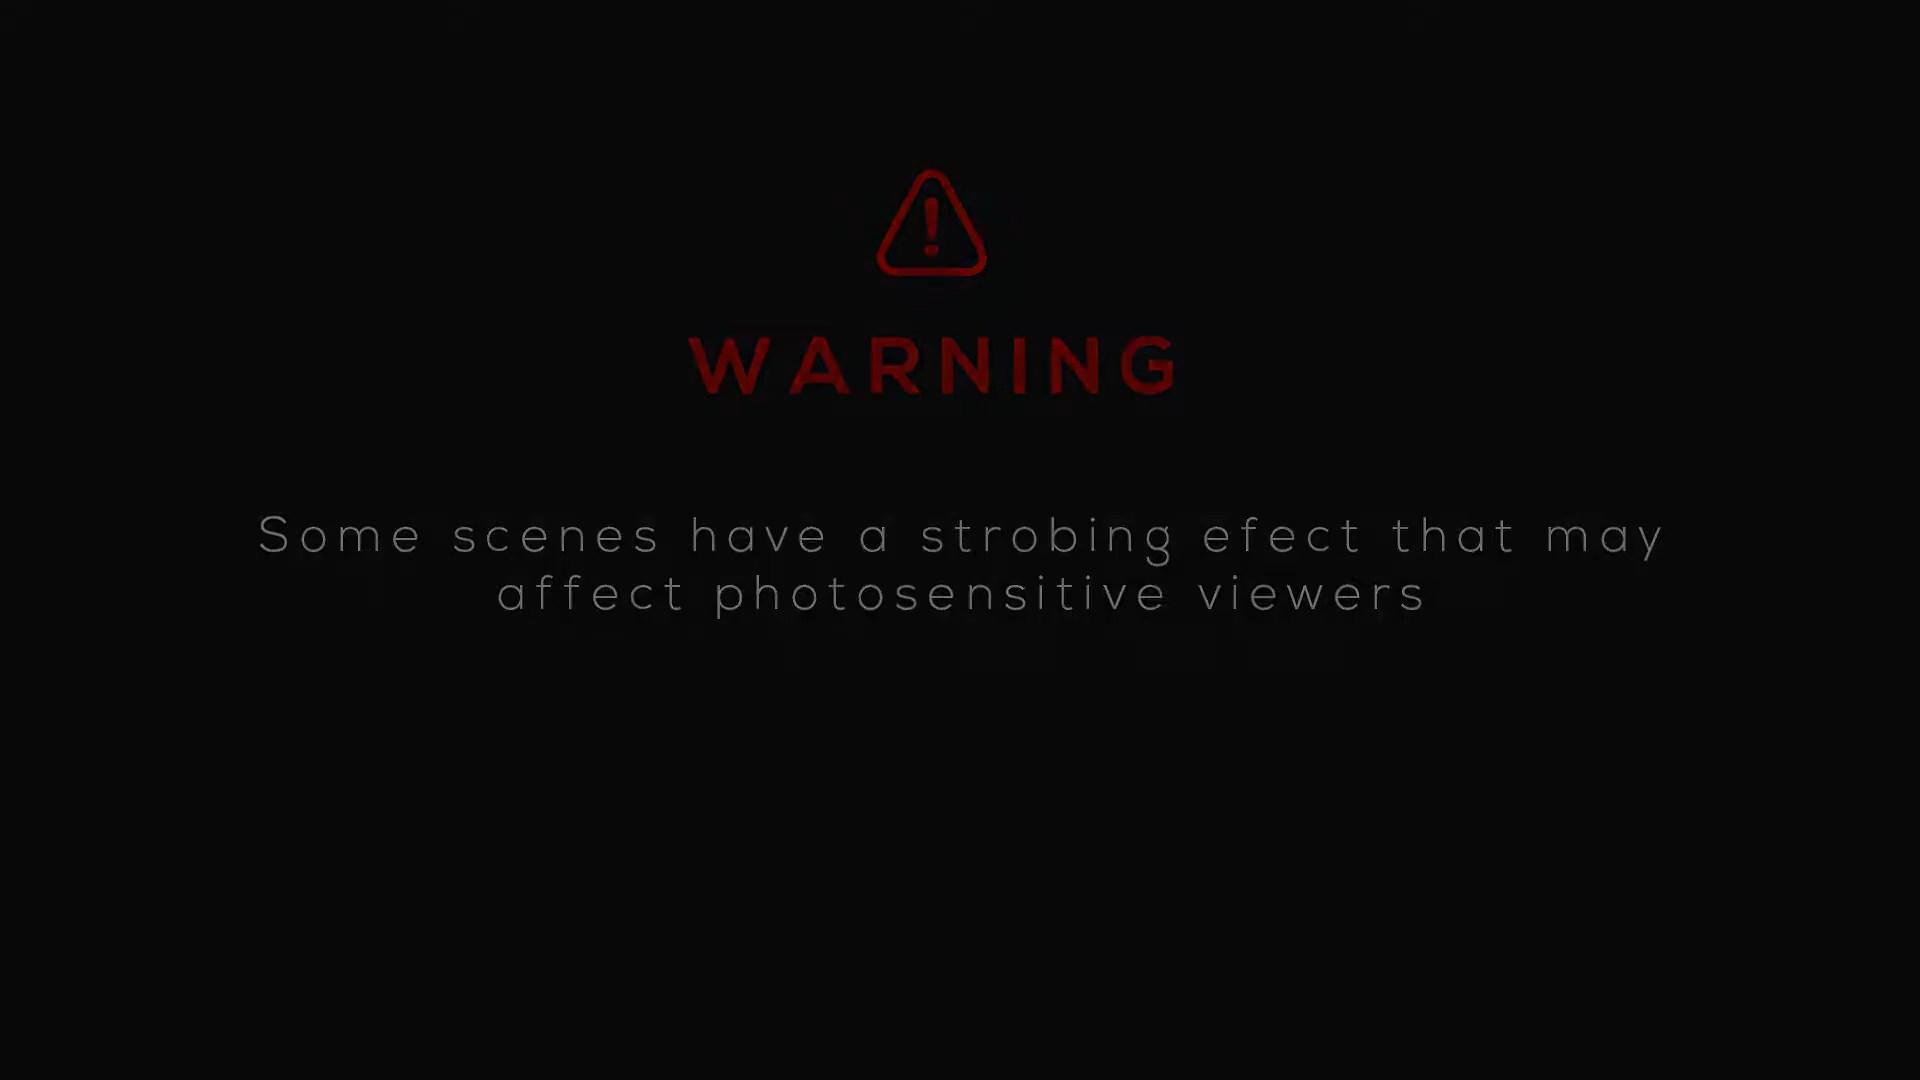 WARNING
Some scenes have a strobing efect that may
affect photosensitive viewers